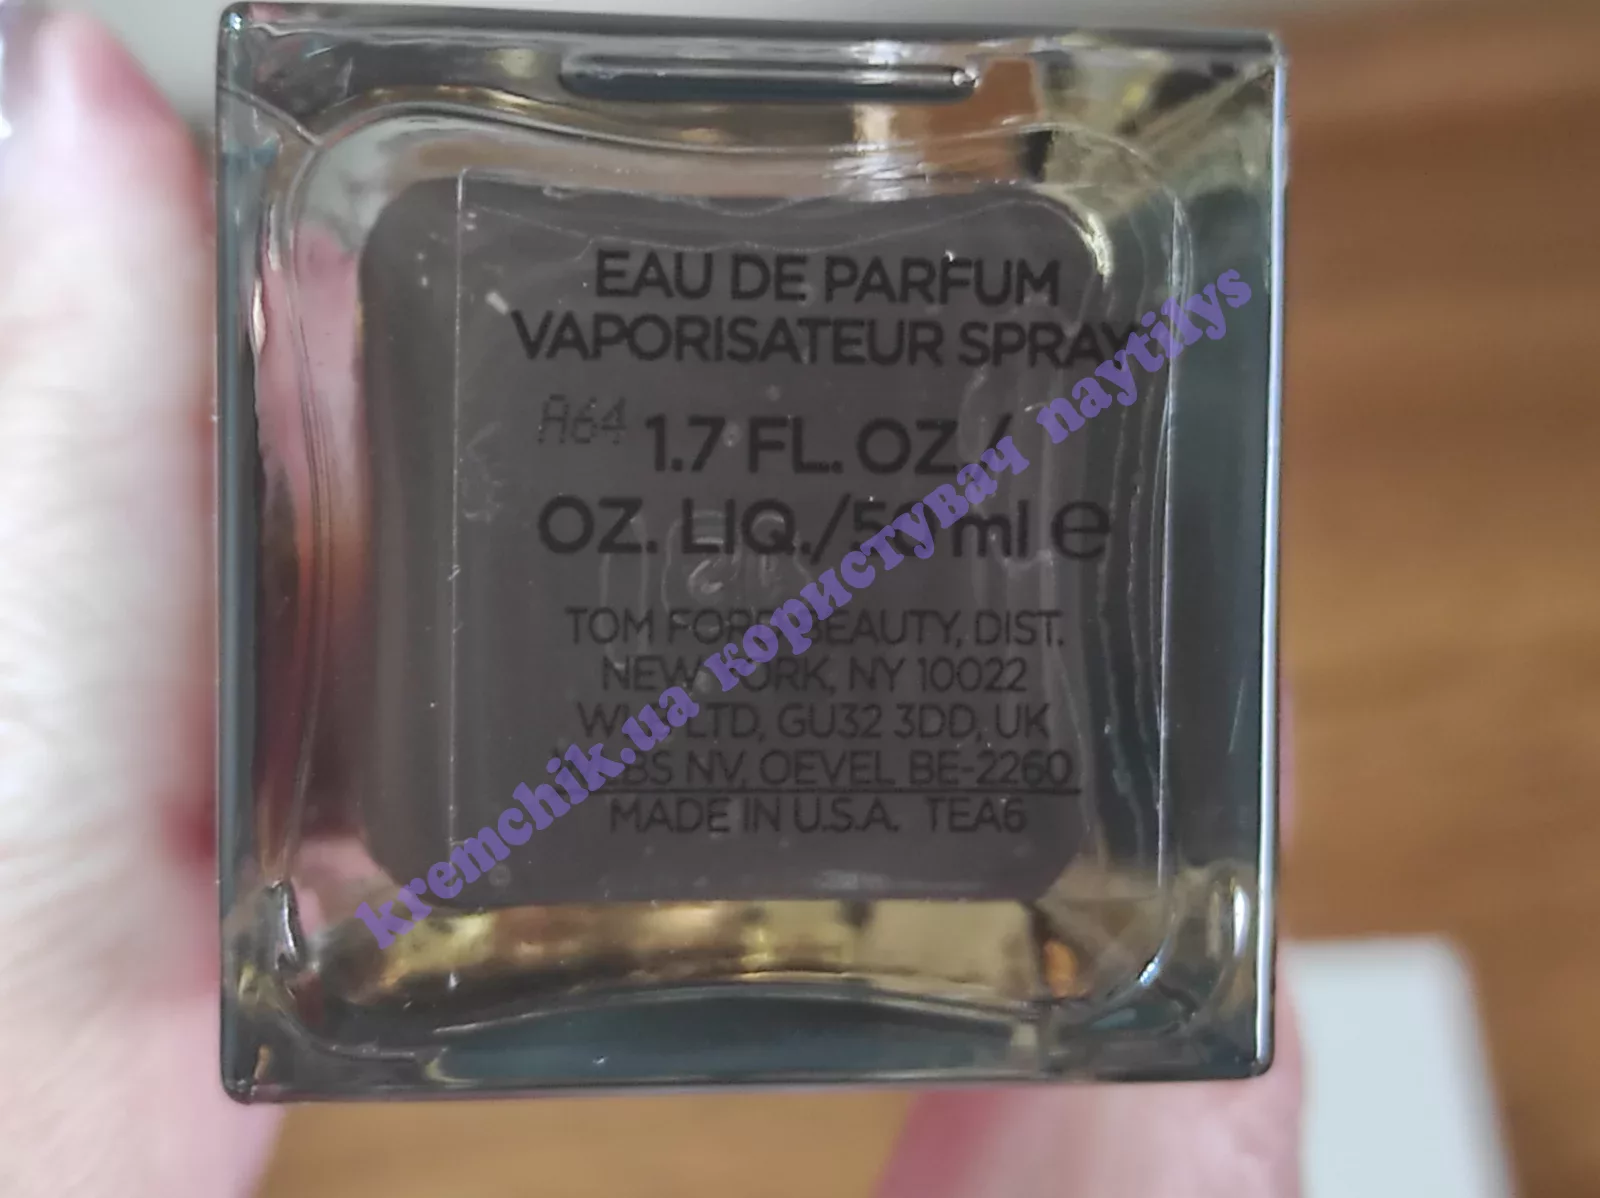 EAU DE PARFUM
VAPORISATEUR SPRAY
A64
1.7 FL. OZ./
OZ. LIQ./50 ml e
TOM FORD BEAUTY, DIST.
NEW YORK, NY 10022
LTD, GU32 3DD, UK
NV, OEVEL BE-2260
MADE IN U.S.A. TEA6
kremchik.ua користувач naytilys